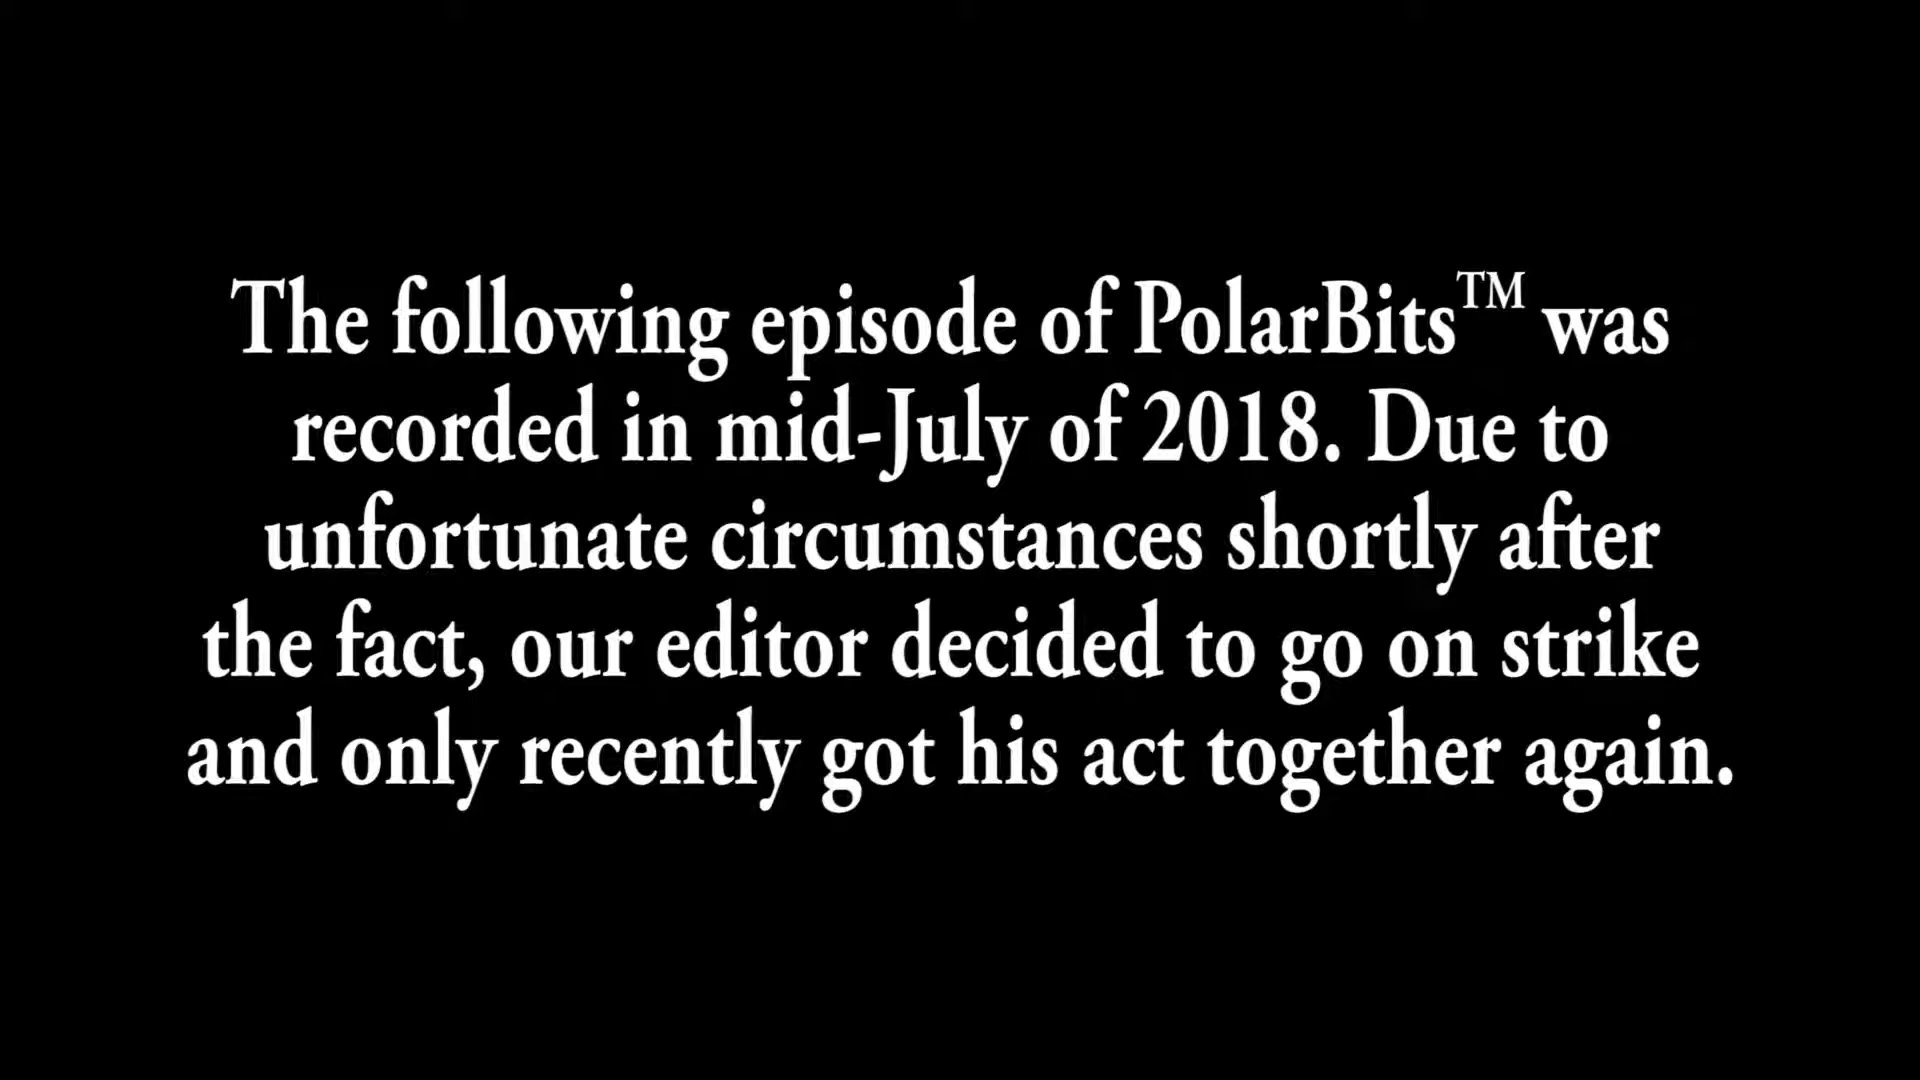 The following episode of PolarBits™ was
recorded in mid-July of 2018. Due to
unfortunate circumstances shortly after
the fact, our editor decided to go on strike
and only recently got his act together again.